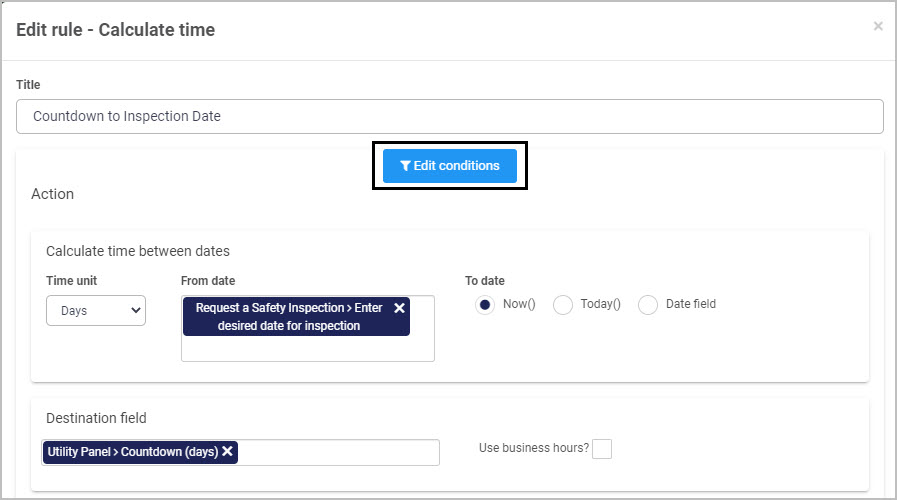 Edit rule - Calculate time
×
Title
Countdown to Inspection Date
Edit conditions
Action
Calculate time between dates
Time unit
From date
To date
Days
Request a Safety Inspection > Enter
desired date for inspection
Now()
Today()
Date field
Destination field
Utility Panel > Countdown (days)
Use business hours?